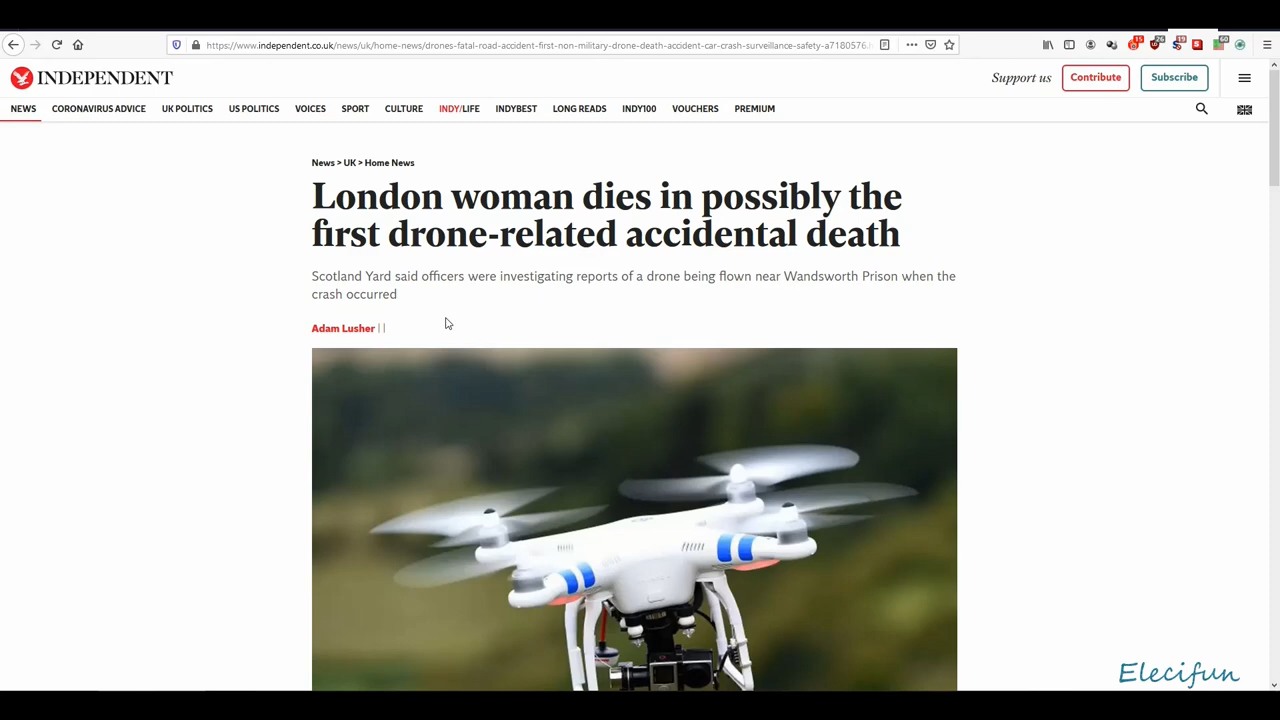 https://www.independent.co.uk/news/uk/home-news/drones-fatal-road-accident-first-non-military-drone-death-accident-car-crash-surveillance-safety-a7180576.h
15 26 19 60
INDEPENDENT
Support us Contribute Subscribe
NEWS CORONAVIRUS ADVICE UK POLITICS US POLITICS VOICES SPORT CULTURE INDY/LIFE INDYBEST LONG READS INDY100 VOUCHERS PREMIUM
News > UK > Home News
London woman dies in possibly the
first drone-related accidental death
Scotland Yard said officers were investigating reports of a drone being flown near Wandsworth Prison when the
crash occurred
Adam Lusher ||
Elecifun